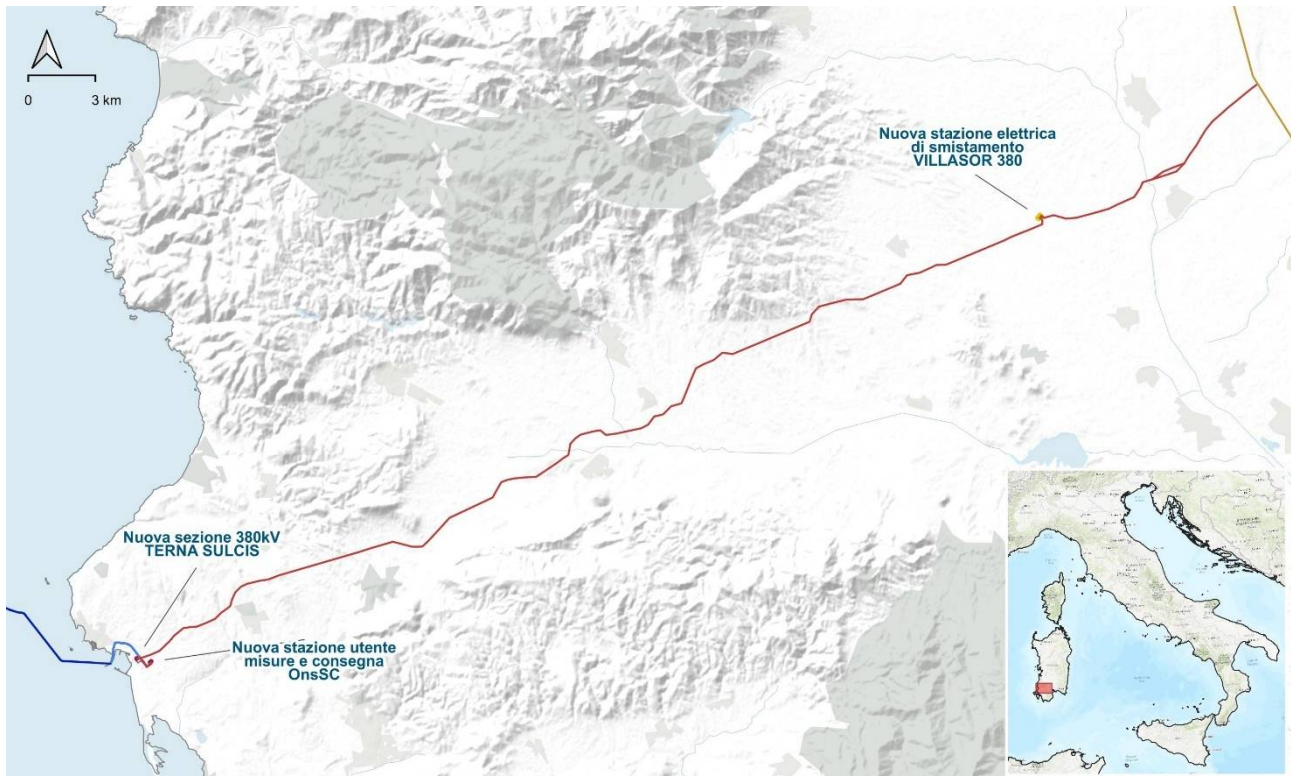 0
3 km
Nuova stazione elettrica
di smistamento
VILLASOR 380
Nuova sezione 380kV
TERNA SULCIS
Nuova stazione utente
misure e consegna
OnsSC